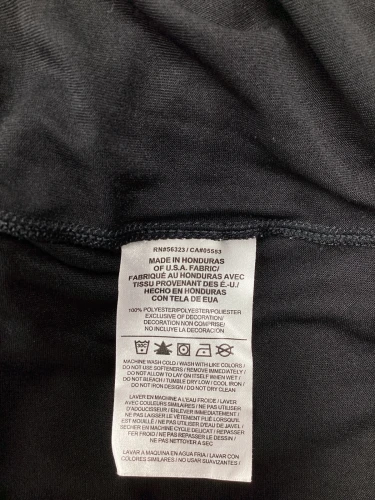 RN#56323 / CA#05553
MADE IN HONDURAS
OF U.S.A. FABRIC/
FABRIQUÉ AU HONDURAS AVEC
TISSU PROVENANT DES É.-U./
HECHO EN HONDURAS
CON TELA DE EUA
100% POLYESTER/POLYESTER/POLIÉSTER
EXCLUSIVE OF DECORATION/
DECORATION NON COMPRISE/
NO INCLUYE LA DECORACIÓN
MACHINE WASH COLD / WASH WITH LIKE COLORS /
DO NOT USE SOFTENERS / REMOVE IMMEDIATELY /
DO NOT ALLOW TO LAY ON ITSELF WHEN WET /
DO NOT BLEACH / TUMBLE DRY LOW / COOL IRON /
DO NOT IRON DECORATION / DO NOT DRY CLEAN
LAVER EN MACHINE A L'EAU FROIDE / LAVER
AVEC COULEURS SIMILAIRES / NE PAS UTILISER
D'ADOUCISSEUR / ENLEVER IMMÉDIATEMENT /
NE PAS LAISSER LE VÊTEMENT PLIÉ LORSQU'IL
EST MOUILLÉ / NE PAS UTILISER D'EAU DE JAVEL /
SÉCHER EN MACHINE CYCLE DELICAT / REPASSER
FER FROID / NE PAS REPASSER LE DESSIN /
NE PAS NETTOYER A SEC
LAVAR A MAQUINA EN AGUA FRIA / LAVAR CON
COLORES SIMILARES / NO USAR SUAVIZANTES /